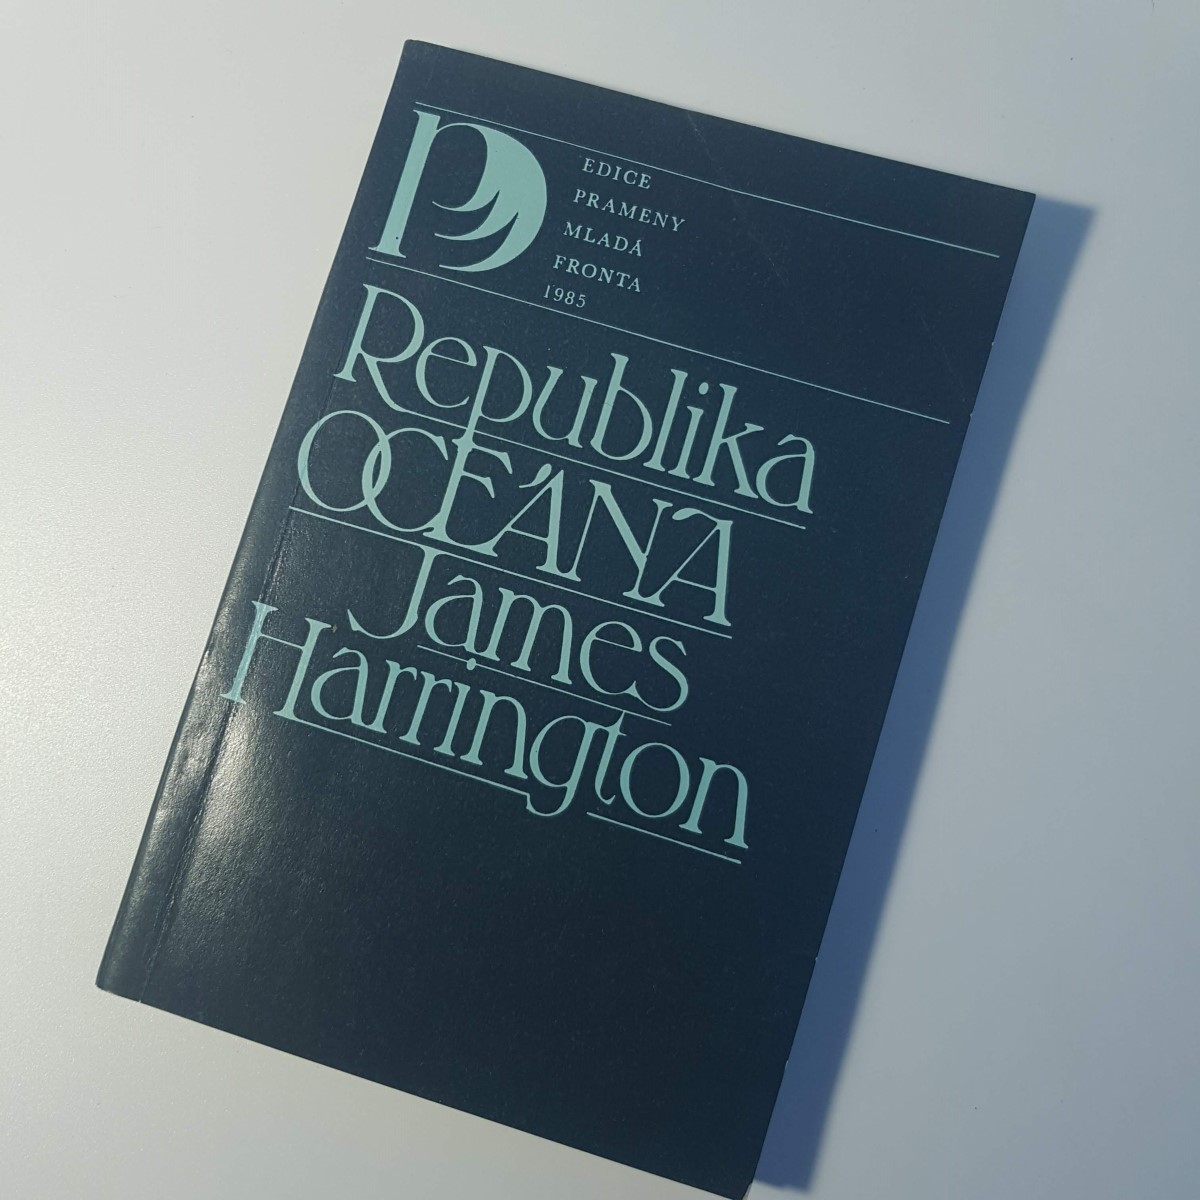 P
EDICE
PRAMENY
MLADÁ
FRONTA
1985
Republika
OCEÁNA
James
Harrington